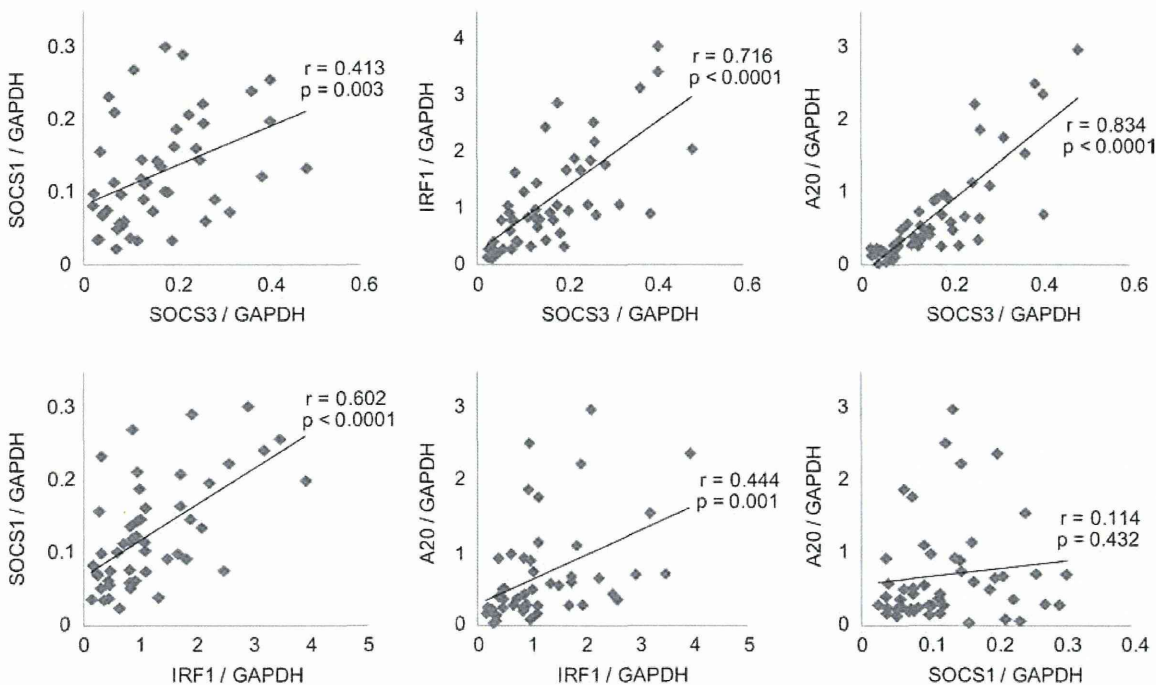 SOCS1 / GAPDH
0.3
0.2
0.1
0
r = 0.413
p = 0.003
0 0.2 0.4 0.6
SOCS3 / GAPDH
IRF1 / GAPDH
4
3
2
1
0
r = 0.716
p < 0.0001
0 0.2 0.4 0.6
SOCS3 / GAPDH
A20 / GAPDH
3
2
1
0
r = 0.834
p < 0.0001
0 0.2 0.4 0.6
SOCS3 / GAPDH
SOCS1 / GAPDH
0.3
0.2
0.1
0
r = 0.602
p < 0.0001
0 1 2 3 4 5
IRF1 / GAPDH
A20 / GAPDH
3
2
1
0
r = 0.444
p = 0.001
0 1 2 3 4 5
IRF1 / GAPDH
A20 / GAPDH
3
2
1
0
r = 0.114
p = 0.432
0 0.1 0.2 0.3 0.4
SOCS1 / GAPDH